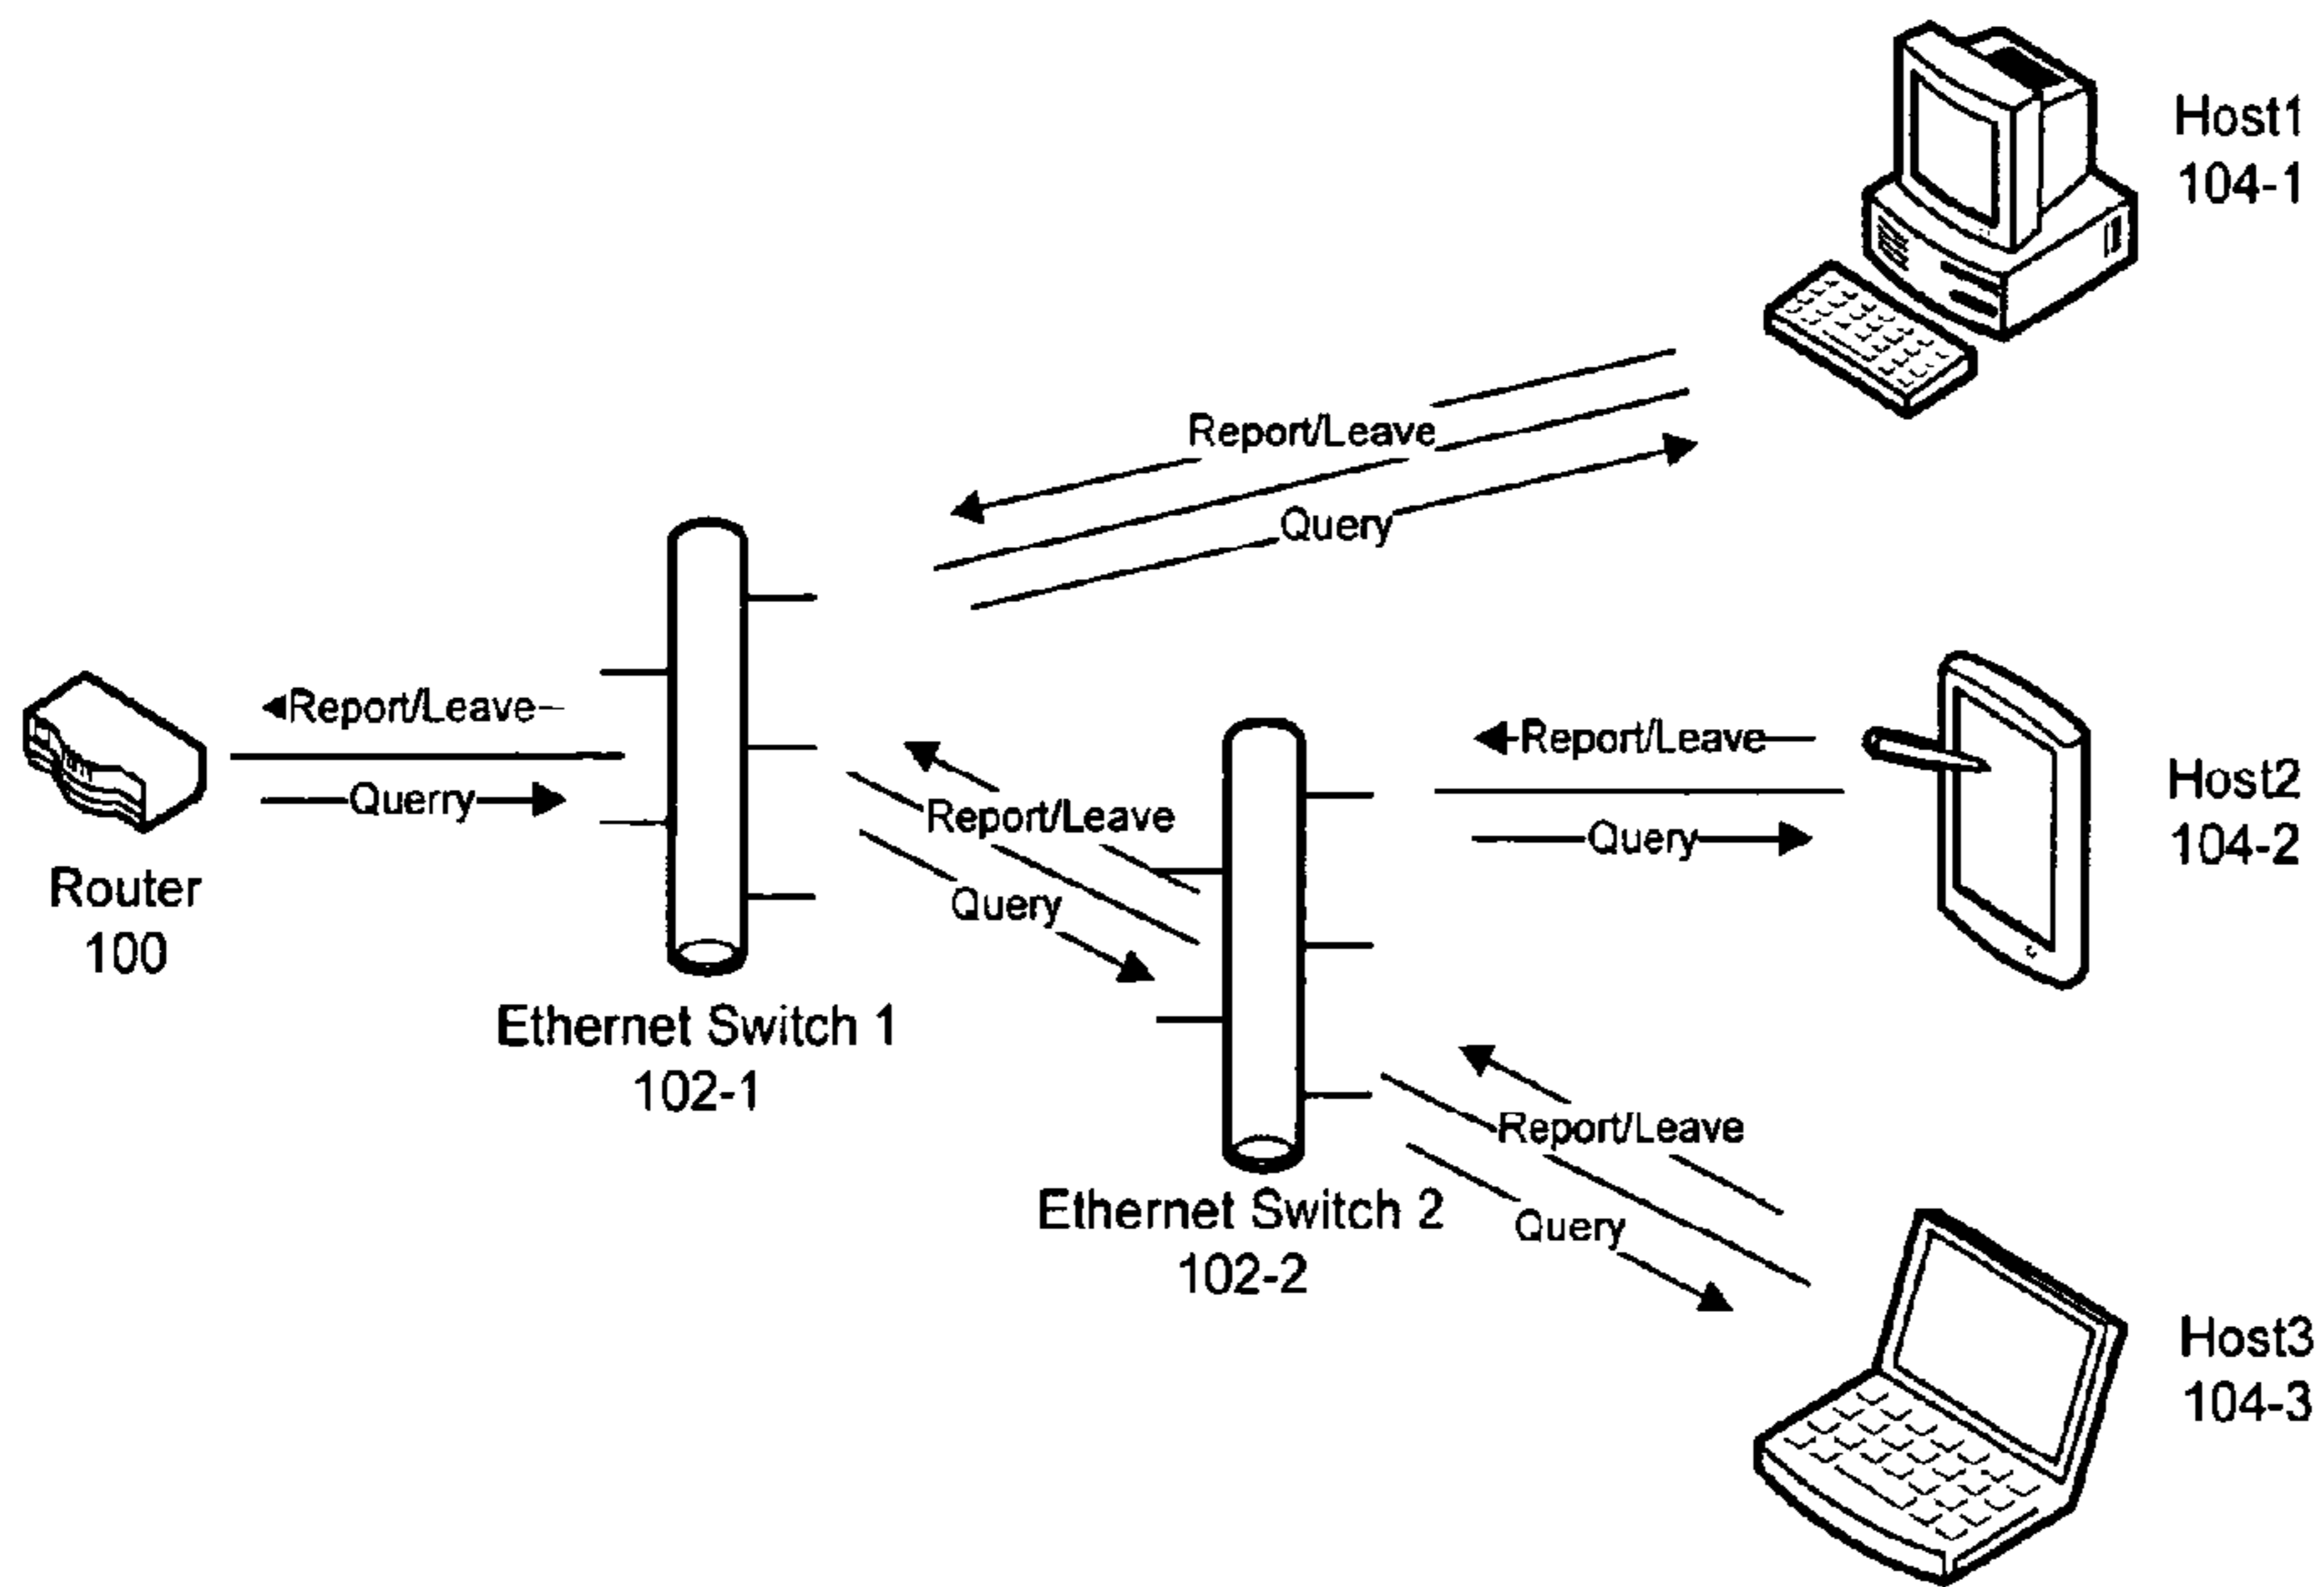 Host1
104-1
Report/Leave
Query
Report/Leave
Querry
Router
100
Ethernet Switch 1
102-1
Report/Leave
Query
Report/Leave
Query
Host2
104-2
Ethernet Switch 2
102-2
Report/Leave
Query
Host3
104-3